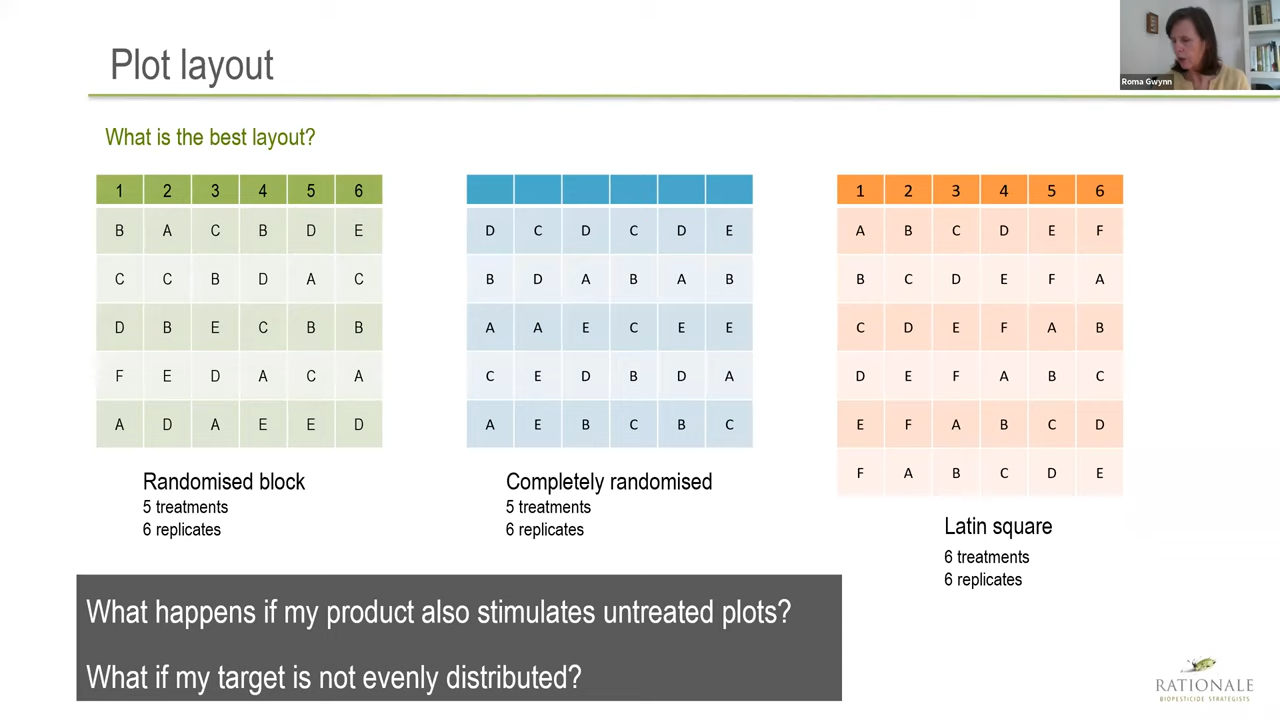 Plot layout
Roma Gwynn
What is the best layout?
1 2 3 4 5 6
B A C B D E
C C B D A C
D B E C B B
F E D A C A
A D A E E D
Randomised block
5 treatments
6 replicates
D C D C D E
B D A B A B
A A E C E E
C E D B D A
A E B C B C
Completely randomised
5 treatments
6 replicates
1 2 3 4 5 6
A B C D E F
B C D E F A
C D E F A B
D E F A B C
E F A B C D
F A B C D E
Latin square
6 treatments
6 replicates
What happens if my product also stimulates untreated plots?
What if my target is not evenly distributed?
RATIONALE
BIOPESTICIDE STRATEGISTS